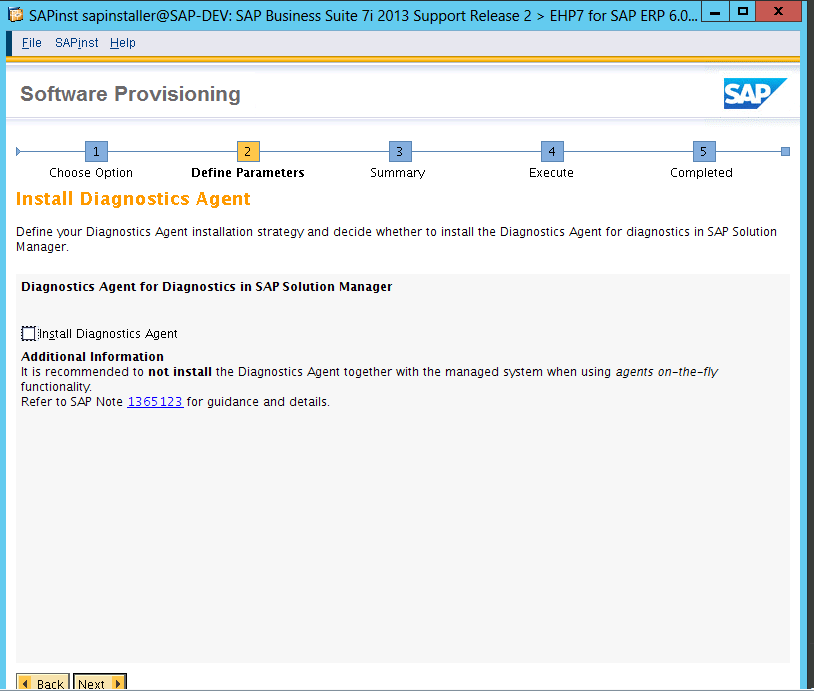 SAPinst sapinstaller@SAP-DEV: SAP Business Suite 7i 2013 Support Release 2 > EHP7 for SAP ERP 6.0...
File SAPinst Help
Software Provisioning
SAP
1 2 3 4 5
Choose Option Define Parameters Summary Execute Completed
Install Diagnostics Agent
Define your Diagnostics Agent installation strategy and decide whether to install the Diagnostics Agent for diagnostics in SAP Solution
Manager.
Diagnostics Agent for Diagnostics in SAP Solution Manager
Install Diagnostics Agent
Additional Information
It is recommended to not install the Diagnostics Agent together with the managed system when using agents on-the-fly
functionality.
Refer to SAP Note 1365123 for guidance and details.
Back Next